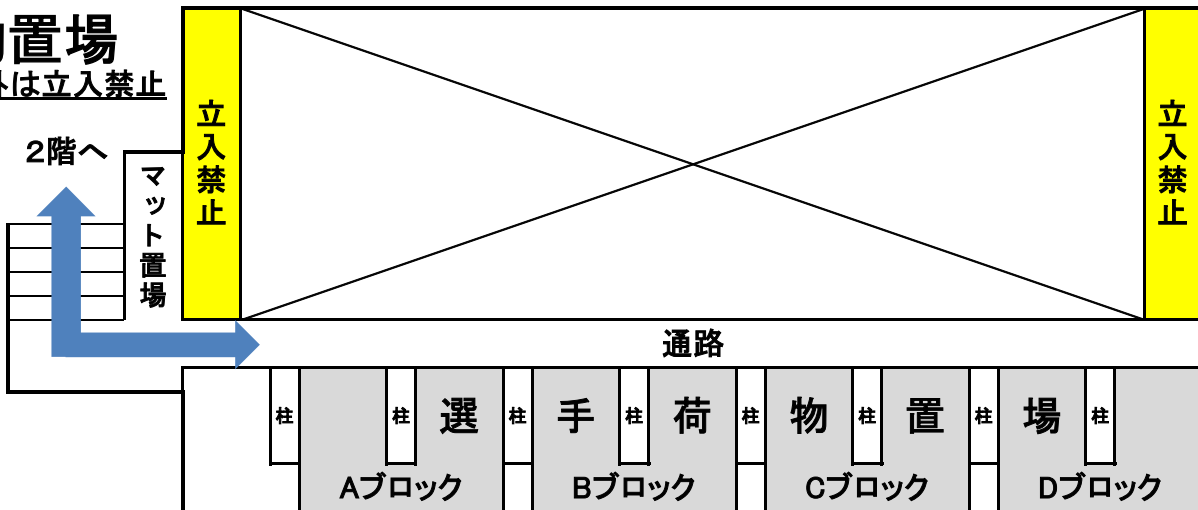 置場
は立入禁止
2階へ
マット置場
立入禁止
立入禁止
通路
柱 柱 柱 柱 柱 柱 柱 柱
選手荷物置場
Aブロック
Bブロック
Cブロック
Dブロック